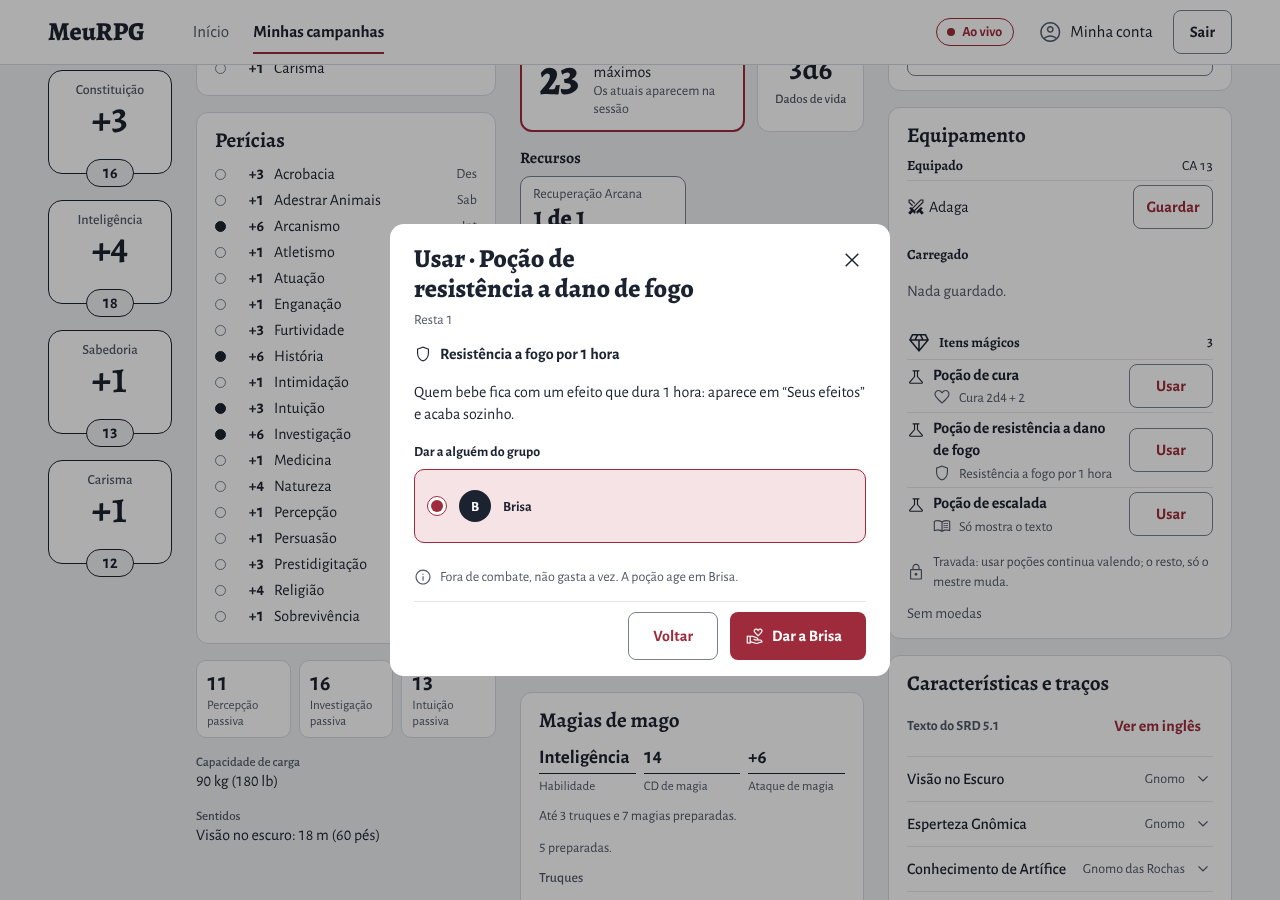 MeuRPG
Início
Minhas campanhas
Ao vivo
Minha conta
Sair
Constituição
+3
16
Inteligência
+4
18
Sabedoria
+1
13
Carisma
+1
12
+1 Carisma
Perícias
+3 Acrobacia Des
+1 Adestrar Animais Sab
+6 Arcanismo
+1 Atletismo
+1 Atuação
+1 Enganação
+3 Furtividade
+6 História
+1 Intimidação
+3 Intuição
+6 Investigação
+1 Medicina
+4 Natureza
+1 Percepção
+1 Persuasão
+3 Prestidigitação
+4 Religião
+1 Sobrevivência
11
Percepção
passiva
16
Investigação
passiva
13
Intuição
passiva
Capacidade de carga
90 kg (180 lb)
Sentidos
Visão no escuro: 18 m (60 pés)
23
máximos
Os atuais aparecem na
sessão
3d6
Dados de vida
Recursos
Recuperação Arcana
1 de 1
Usar · Poção de
resistência a dano de fogo
Resta 1
Resistência a fogo por 1 hora
Quem bebe fica com um efeito que dura 1 hora: aparece em “Seus efeitos”
e acaba sozinho.
Dar a alguém do grupo
B
Brisa
Fora de combate, não gasta a vez. A poção age em Brisa.
Voltar
Dar a Brisa
Magias de mago
Inteligência
Habilidade
14
CD de magia
+6
Ataque de magia
Até 3 truques e 7 magias preparadas.
5 preparadas.
Truques
Equipamento
Equipado CA 13
Adaga
Guardar
Carregado
Nada guardado.
Itens mágicos 3
Poção de cura
Cura 2d4 + 2
Usar
Poção de resistência a dano
de fogo
Resistência a fogo por 1 hora
Usar
Poção de escalada
Só mostra o texto
Usar
Travada: usar poções continua valendo; o resto, só o
mestre muda.
Sem moedas
Características e traços
Texto do SRD 5.1
Ver em inglês
Visão no Escuro Gnomo
Esperteza Gnômica Gnomo
Conhecimento de Artífice Gnomo das Rochas